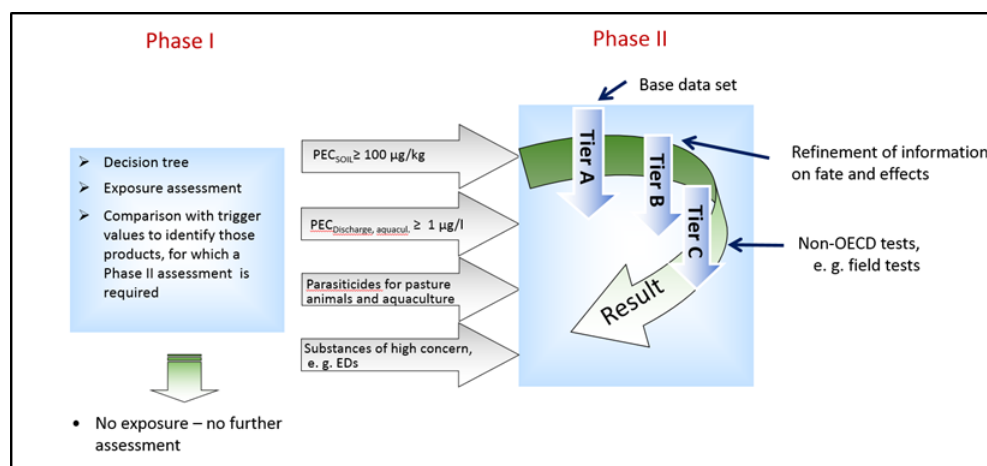 Phase I
Decision tree
Exposure assessment
Comparison with trigger
values to identify those
products, for which a
Phase II assessment is
required
No exposure – no further
assessment
PEC_SOIL ≥ 100 µg/kg
PEC_Discharge, aquacul. ≥ 1 µg/l
Parasiticides for pasture
animals and aquaculture
Substances of high concern,
e. g. EDs
Phase II
Base data set
Tier A
Tier B
Tier C
Result
Refinement of information
on fate and effects
Non-OECD tests,
e. g. field tests